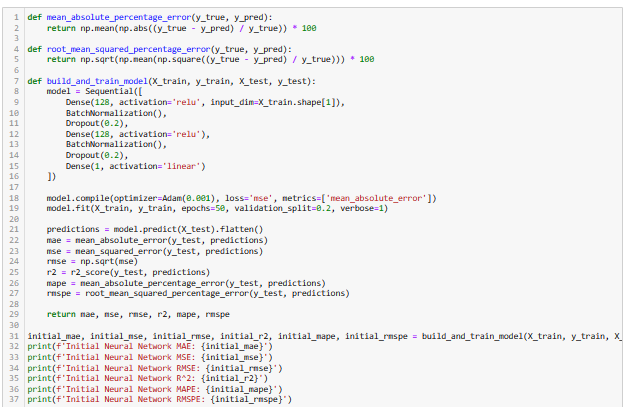 1 def mean_absolute_percentage_error(y_true, y_pred):
2     return np.mean(np.abs((y_true - y_pred) / y_true)) * 100
3
4 def root_mean_squared_percentage_error(y_true, y_pred):
5     return np.sqrt(np.mean(np.square((y_true - y_pred) / y_true))) * 100
6
7 def build_and_train_model(X_train, y_train, X_test, y_test):
8     model = Sequential([
9         Dense(128, activation='relu', input_dim=X_train.shape[1]),
10         BatchNormalization(),
11         Dropout(0.2),
12         Dense(128, activation='relu'),
13         BatchNormalization(),
14         Dropout(0.2),
15         Dense(1, activation='linear')
16     ])
17
18     model.compile(optimizer=Adam(0.001), loss='mse', metrics=['mean_absolute_error'])
19     model.fit(X_train, y_train, epochs=50, validation_split=0.2, verbose=1)
20
21     predictions = model.predict(X_test).flatten()
22     mae = mean_absolute_error(y_test, predictions)
23     mse = mean_squared_error(y_test, predictions)
24     rmse = np.sqrt(mse)
25     r2 = r2_score(y_test, predictions)
26     mape = mean_absolute_percentage_error(y_test, predictions)
27     rmspe = root_mean_squared_percentage_error(y_test, predictions)
28
29     return mae, mse, rmse, r2, mape, rmspe
30
31 initial_mae, initial_mse, initial_rmse, initial_r2, initial_mape, initial_rmspe = build_and_train_model(X_train, y_train, X_
32 print(f'Initial Neural Network MAE: {initial_mae}')
33 print(f'Initial Neural Network MSE: {initial_mse}')
34 print(f'Initial Neural Network RMSE: {initial_rmse}')
35 print(f'Initial Neural Network R^2: {initial_r2}')
36 print(f'Initial Neural Network MAPE: {initial_mape}')
37 print(f'Initial Neural Network RMSPE: {initial_rmspe}')